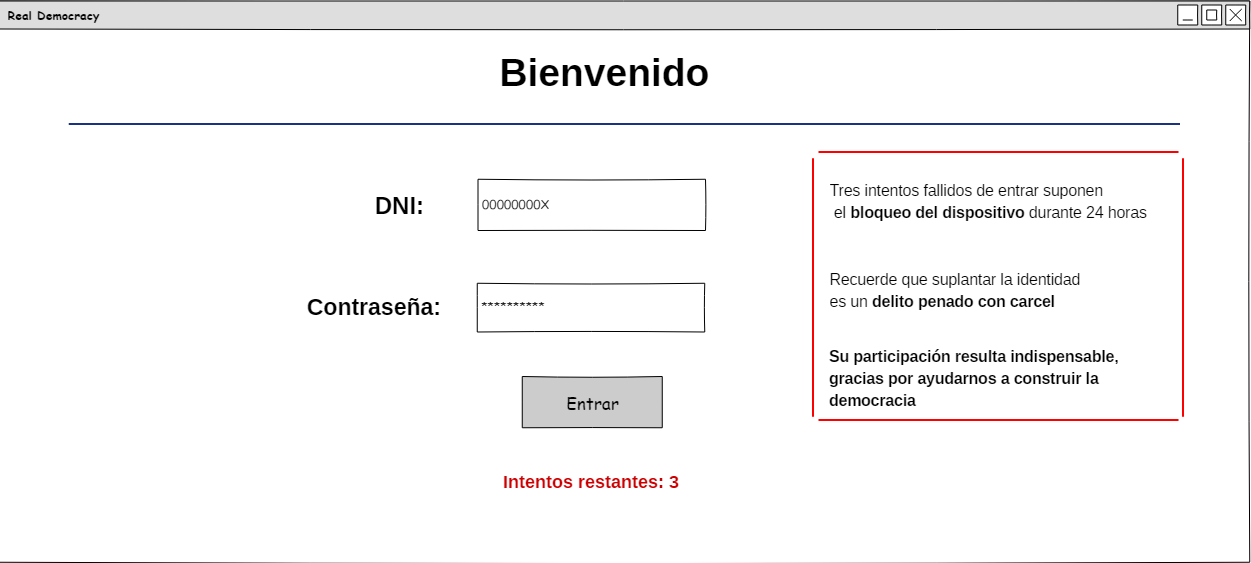 Real Democracy
Bienvenido
DNI:
00000000X
Contraseña:
**********
Entrar
Intentos restantes: 3
Tres intentos fallidos de entrar suponen
el bloqueo del dispositivo durante 24 horas
Recuerde que suplantar la identidad
es un delito penado con carcel
Su participación resulta indispensable,
gracias por ayudarnos a construir la
democracia